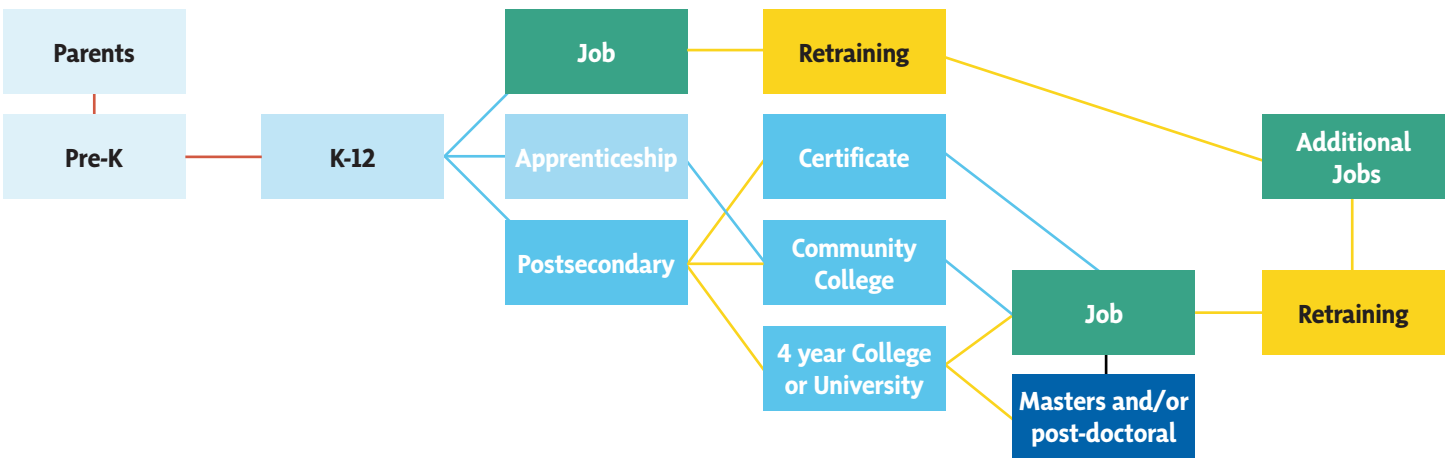 Parents
Job
Retraining
Pre-K
K-12
Apprenticeship
Certificate
Additional
Jobs
Postsecondary
Community
College
Job
Retraining
4 year College
or University
Masters and/or
post-doctoral